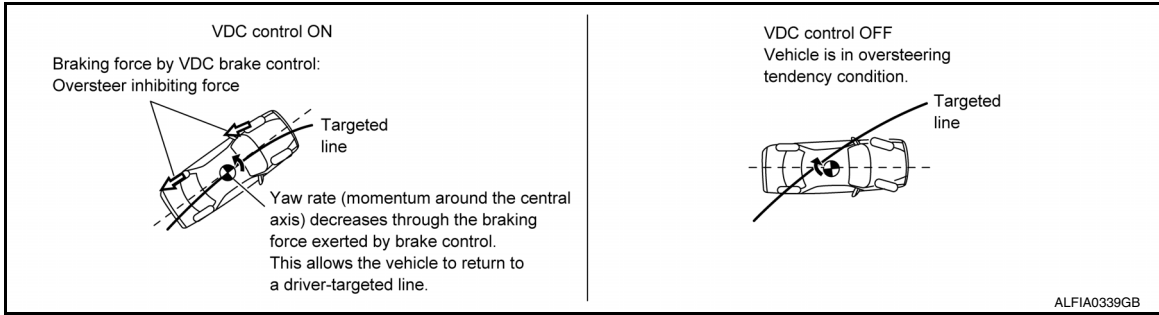 VDC control ON
Braking force by VDC brake control:
Oversteer inhibiting force
Targeted
line
Yaw rate (momentum around the central
axis) decreases through the braking
force exerted by brake control.
This allows the vehicle to return to
a driver-targeted line.
VDC control OFF
Vehicle is in oversteering
tendency condition.
Targeted
line
ALFIA0339GB